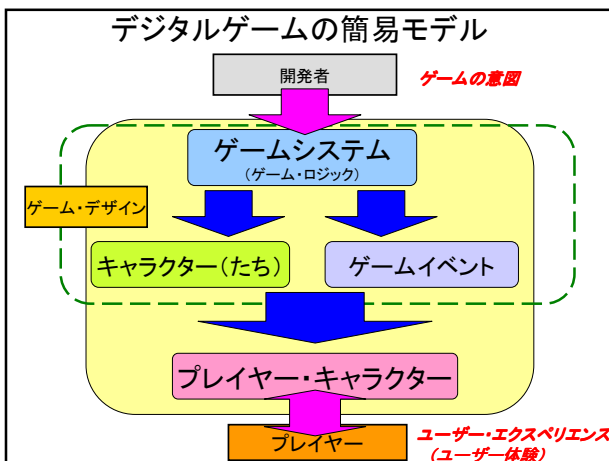 デジタルゲームの簡易モデル
開発者
ゲームの意図
ゲームシステム
(ゲーム・ロジック)
ゲーム・デザイン
キャラクター(たち)
ゲームイベント
プレイヤー・キャラクター
プレイヤー
ユーザー・エクスペリエンス
(ユーザー体験)